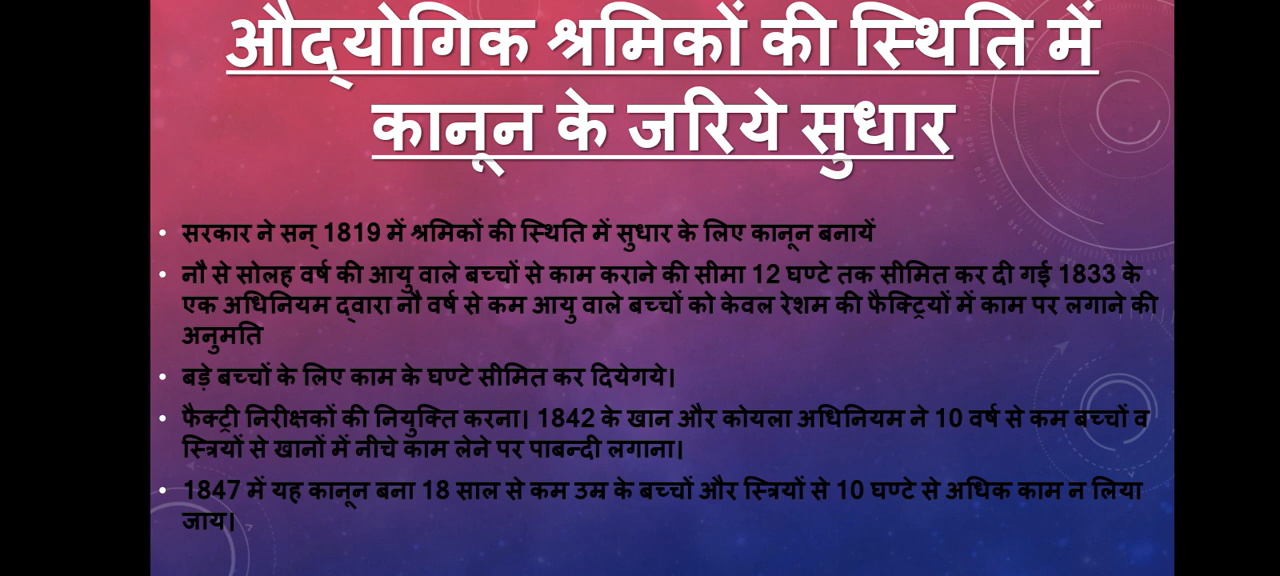 औद्योगिक श्रमिकों की स्थिति में
कानून के जरिये सुधार
• सरकार ने सन् 1819 में श्रमिकों की स्थिति में सुधार के लिए कानून बनायें
• नौ से सोलह वर्ष की आयु वाले बच्चों से काम कराने की सीमा 12 घण्टे तक सीमित कर दी गई 1833 के
एक अधिनियम द्वारा नौ वर्ष से कम आयु वाले बच्चों को केवल रेशम की फैक्ट्रियों में काम पर लगाने की
अनुमति
• बड़े बच्चों के लिए काम के घण्टे सीमित कर दियेगये।
• फैक्ट्री निरीक्षकों की नियुक्ति करना। 1842 के खान और कोयला अधिनियम ने 10 वर्ष से कम बच्चों व
स्त्रियों से खानों में नीचे काम लेने पर पाबन्दी लगाना।
• 1847 में यह कानून बना 18 साल से कम उम्र के बच्चों और स्त्रियों से 10 घण्टे से अधिक काम न लिया
जाय।